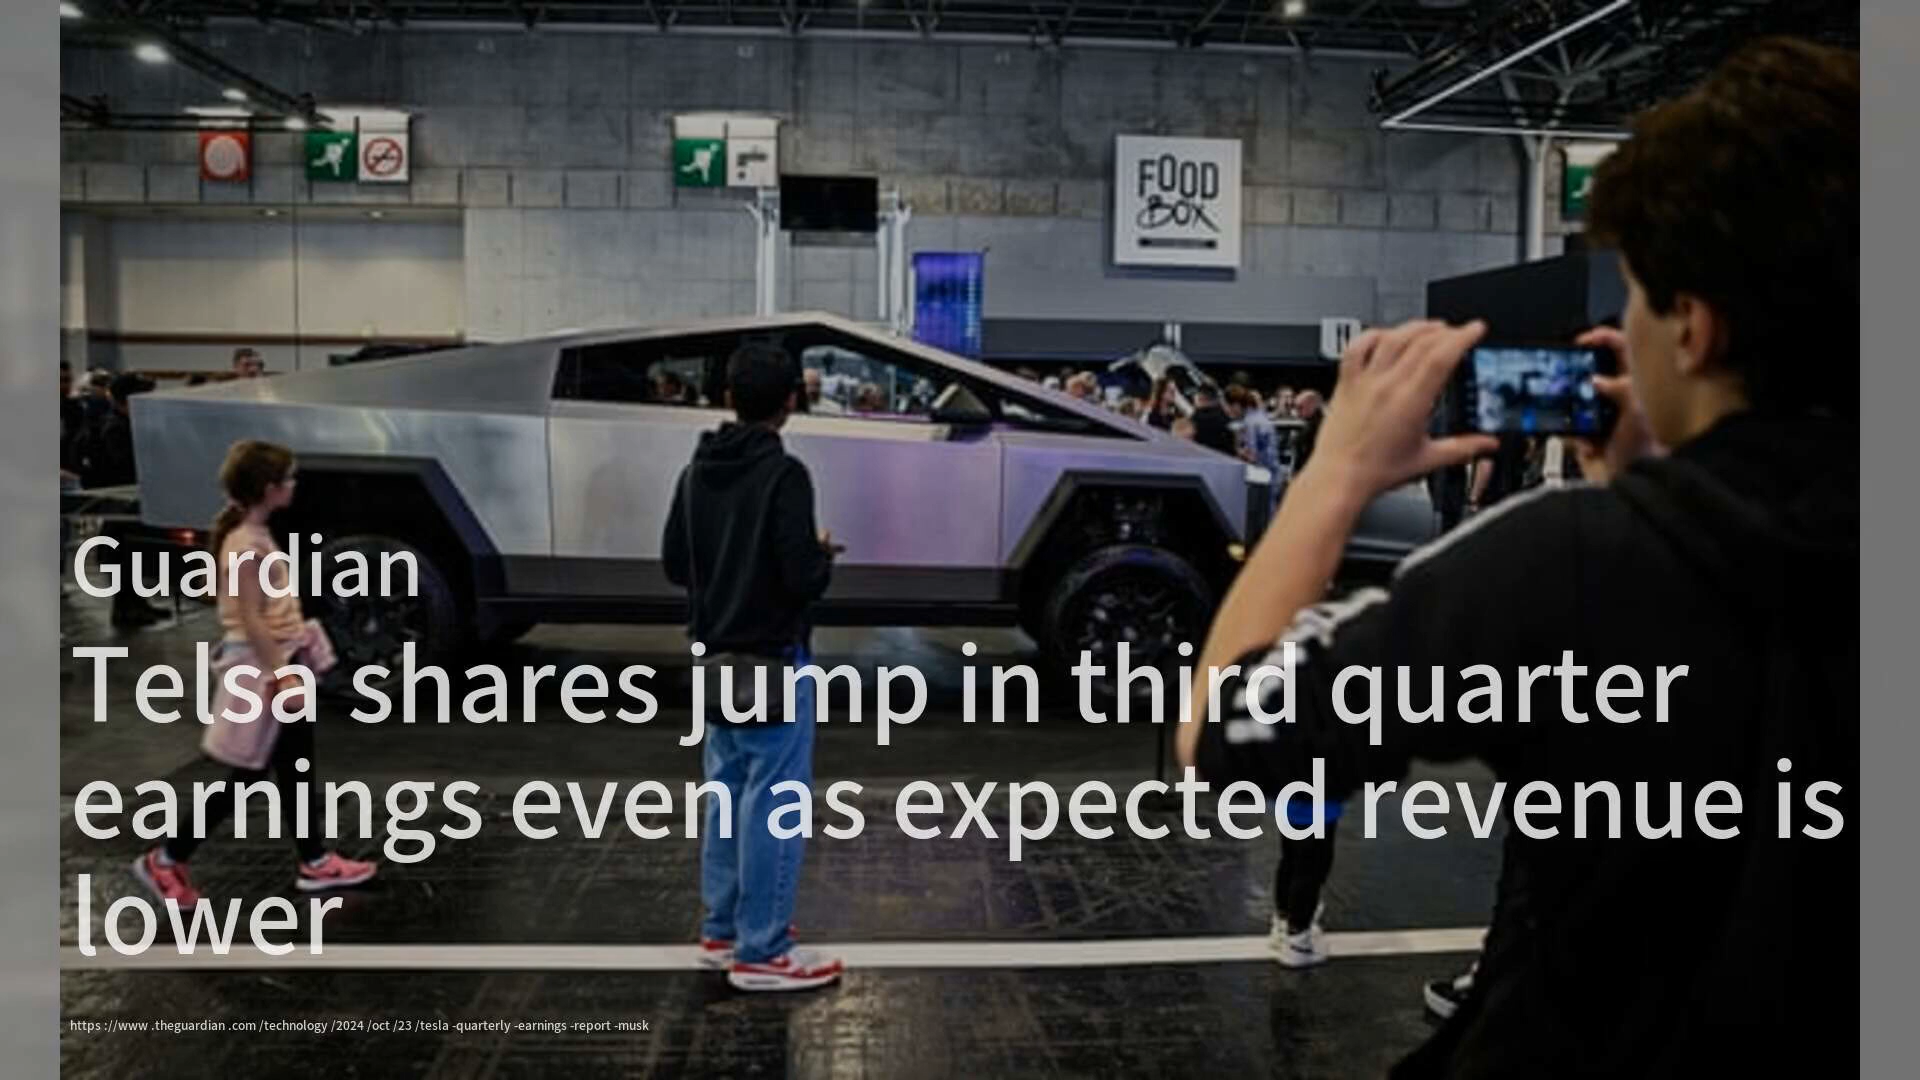 FOOD
BOX
Guardian
Telsa shares jump in third quarter
earnings even as expected revenue is
lower
https ://www .theguardian .com /technology /2024 /oct /23 /tesla -quarterly -earnings -report -musk